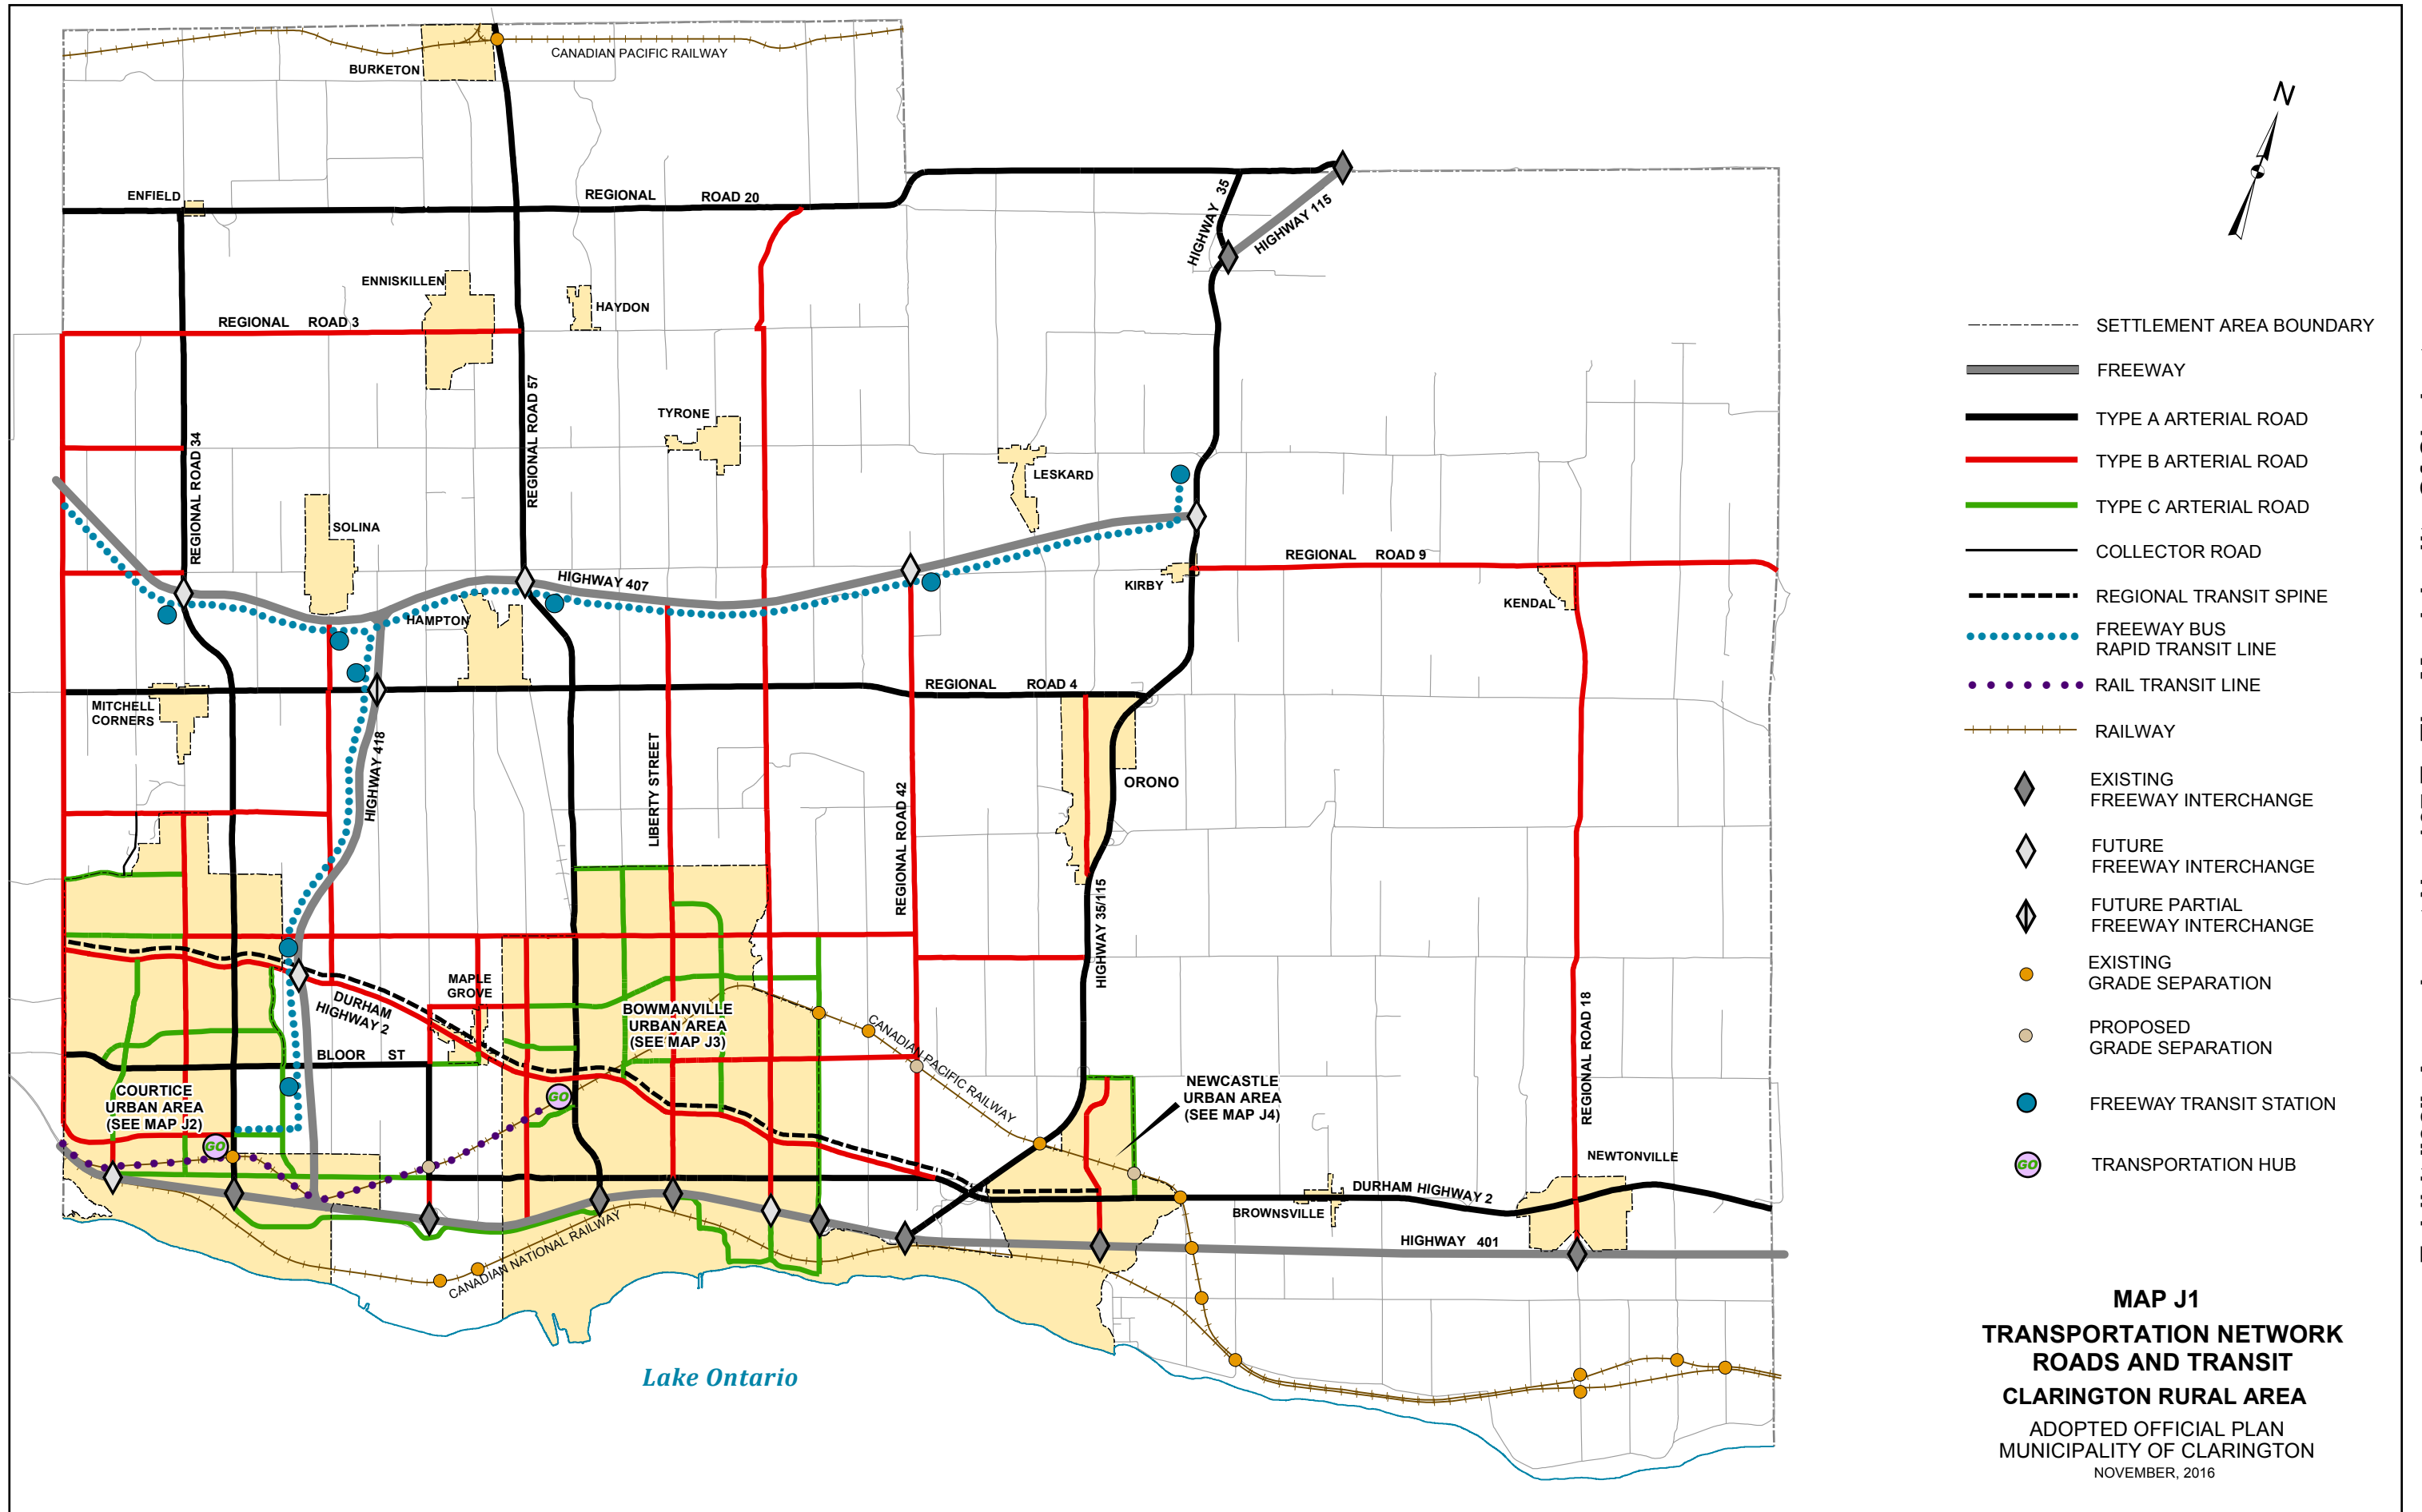 BURKETON
CANADIAN PACIFIC RAILWAY
N
ENFIELD
REGIONAL ROAD 20
HIGHWAY 35
HIGHWAY 115
ENNISKILLEN
HAYDON
REGIONAL ROAD 3
REGIONAL ROAD 57
REGIONAL ROAD 34
TYRONE
LESKARD
SOLINA
HIGHWAY 407
REGIONAL ROAD 9
KIRBY
KENDAL
HAMPTON
MITCHELL
CORNERS
REGIONAL ROAD 4
HIGHWAY 418
LIBERTY STREET
REGIONAL ROAD 42
ORONO
HIGHWAY 35/115
MAPLE
GROVE
DURHAM
HIGHWAY 2
BOWMANVILLE
URBAN AREA
(SEE MAP J3)
CANADIAN PACIFIC RAILWAY
BLOOR ST
REGIONAL ROAD 18
COURTICE
URBAN AREA
(SEE MAP J2)
GO
GO
NEWCASTLE
URBAN AREA
(SEE MAP J4)
NEWTONVILLE
DURHAM HIGHWAY 2
BROWNSVILLE
HIGHWAY 401
CANADIAN NATIONAL RAILWAY
Lake Ontario
SETTLEMENT AREA BOUNDARY
FREEWAY
TYPE A ARTERIAL ROAD
TYPE B ARTERIAL ROAD
TYPE C ARTERIAL ROAD
COLLECTOR ROAD
REGIONAL TRANSIT SPINE
FREEWAY BUS
RAPID TRANSIT LINE
RAIL TRANSIT LINE
RAILWAY
EXISTING
FREEWAY INTERCHANGE
FUTURE
FREEWAY INTERCHANGE
FUTURE PARTIAL
FREEWAY INTERCHANGE
EXISTING
GRADE SEPARATION
PROPOSED
GRADE SEPARATION
FREEWAY TRANSIT STATION
GO
TRANSPORTATION HUB
MAP J1
TRANSPORTATION NETWORK
ROADS AND TRANSIT
CLARINGTON RURAL AREA
ADOPTED OFFICIAL PLAN
MUNICIPALITY OF CLARINGTON
NOVEMBER, 2016